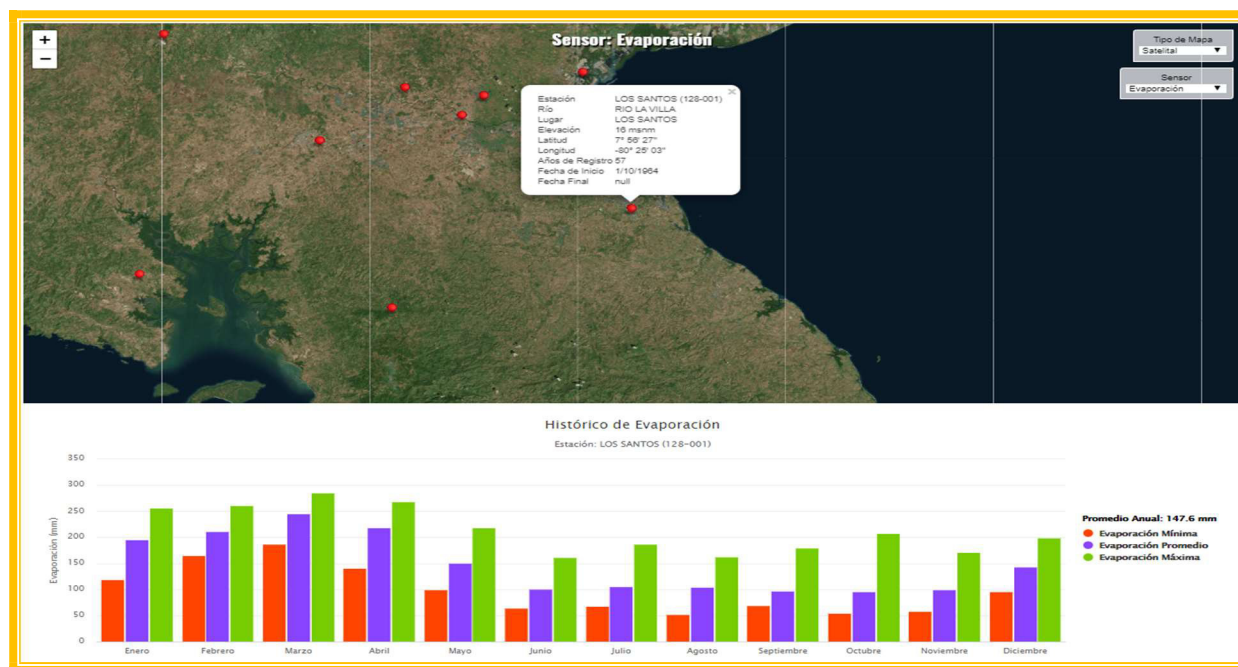 +
−
Sensor: Evaporación
Tipo de Mapa
Satelital
Sensor
Evaporación
×
Estación LOS SANTOS (128-001)
Río RIO LA VILLA
Lugar LOS SANTOS
Elevación 16 msnm
Latitud 7° 56' 27"
Longitud -80° 25' 03"
Años de Registro 57
Fecha de Inicio 1/10/1964
Fecha Final null
Histórico de Evaporación
Estación: LOS SANTOS (128-001)
Evaporación (mm)
350
300
250
200
150
100
50
0
Enero Febrero Marzo Abril Mayo Junio Julio Agosto Septiembre Octubre Noviembre Diciembre
Promedio Anual: 147.6 mm
Evaporación Mínima
Evaporación Promedio
Evaporación Máxima